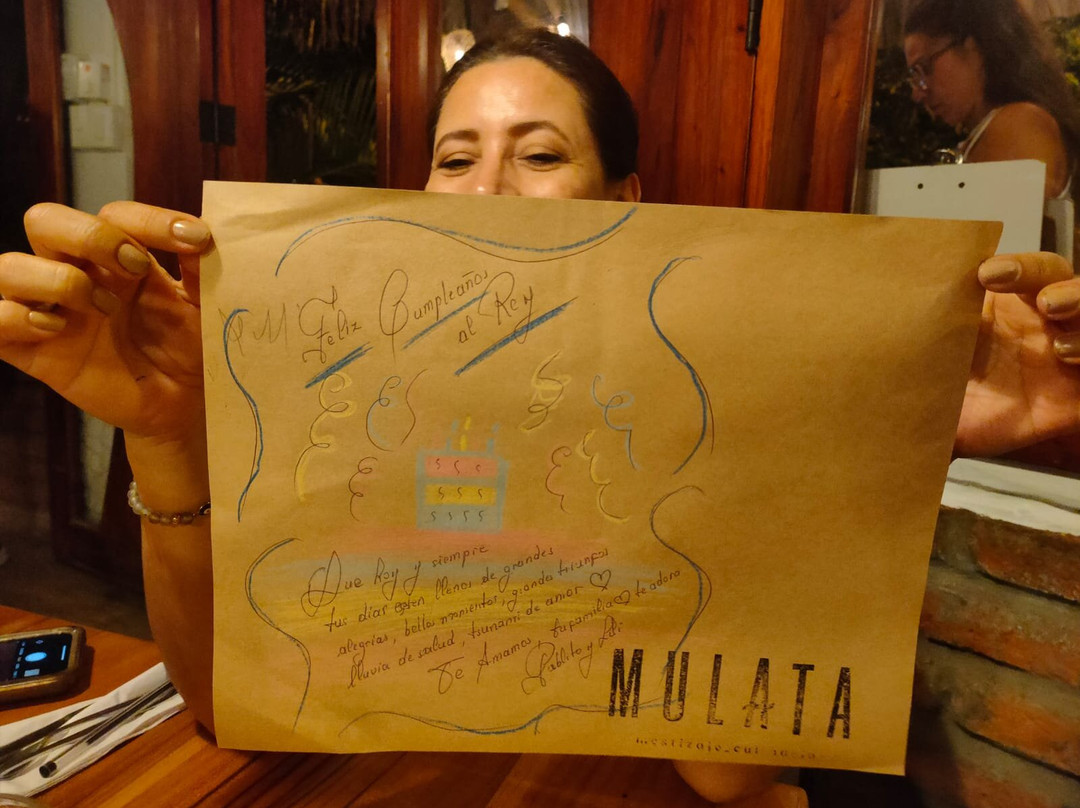 Feliz Cumpleaños
al Rey
Que hoy y siempre
tus días estén llenos de grandes
alegrías, bellos momentos, grandes triunfos
lluvia de salud, tsunami de amor
Te Amamos, tu familia te adora
Pablito y
MULATA